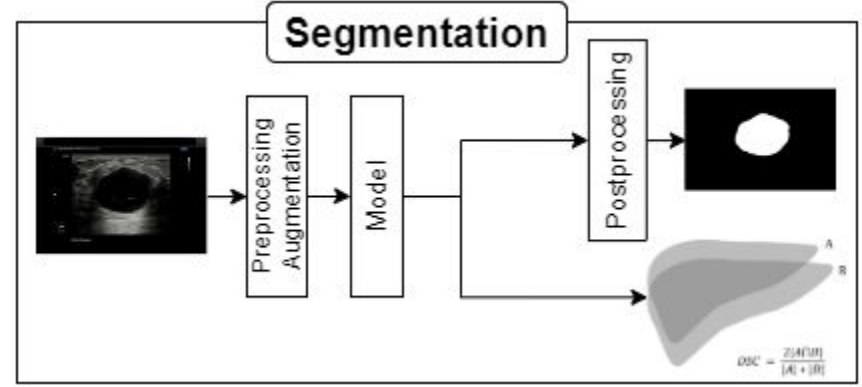 Segmentation
Preprocessing
Augmentation
Model
Postprocessing
A
B
DSC = 2|A∩B|
|A| + |B|